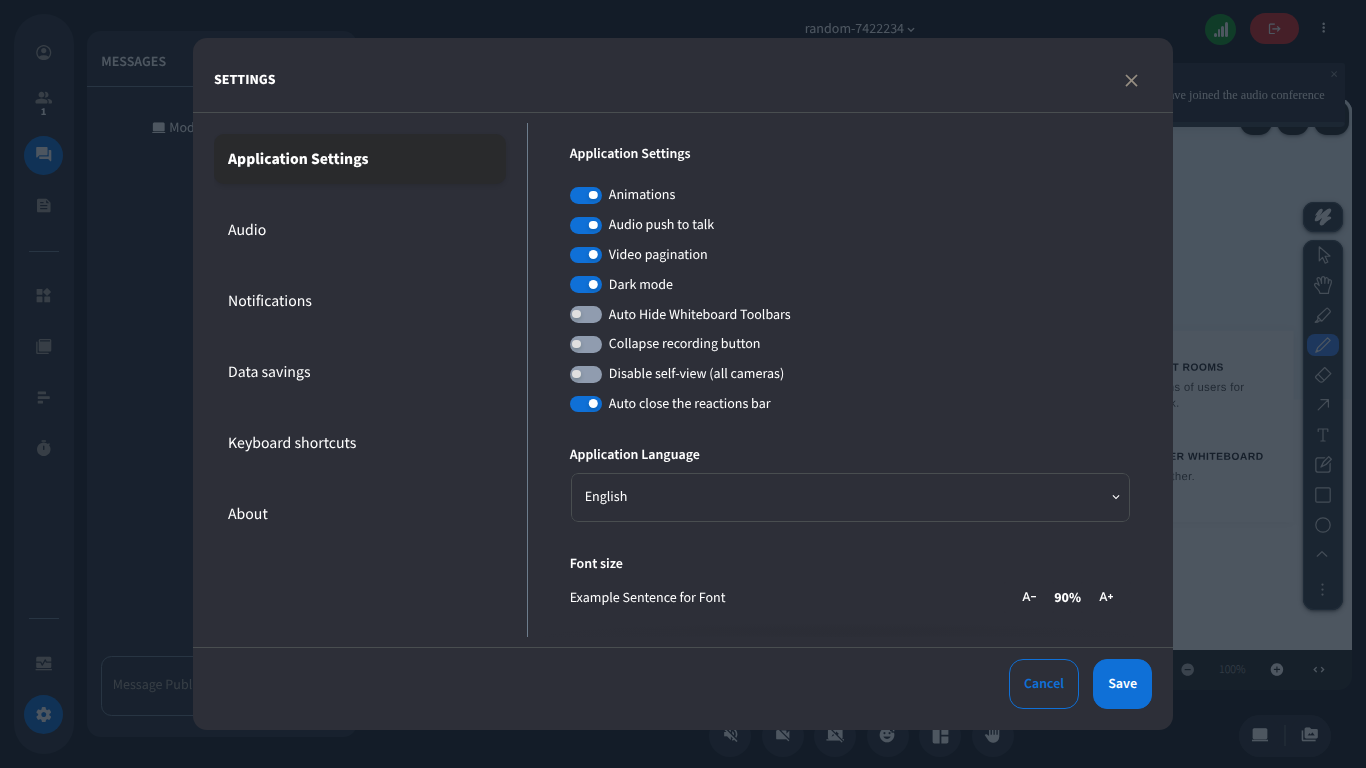 random-7422234
MESSAGES
1
Mod
ve joined the audio conference
SETTINGS
Application Settings
Audio
Notifications
Data savings
Keyboard shortcuts
About
Application Settings
Animations
Audio push to talk
Video pagination
Dark mode
Auto Hide Whiteboard Toolbars
Collapse recording button
Disable self-view (all cameras)
Auto close the reactions bar
Application Language
English
Font size
Example Sentence for Font
A− 90% A+
Cancel Save
T ROOMS
s of users for
x.
ER WHITEBOARD
her.
T
Message Publ
100%